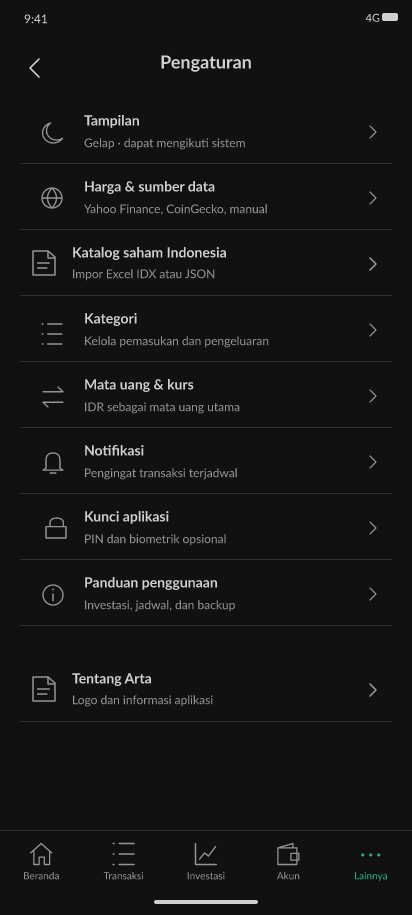 9:41
4G
Pengaturan
Tampilan
Gelap · dapat mengikuti sistem
Harga & sumber data
Yahoo Finance, CoinGecko, manual
Katalog saham Indonesia
Impor Excel IDX atau JSON
Kategori
Kelola pemasukan dan pengeluaran
Mata uang & kurs
IDR sebagai mata uang utama
Notifikasi
Pengingat transaksi terjadwal
Kunci aplikasi
PIN dan biometrik opsional
Panduan penggunaan
Investasi, jadwal, dan backup
Tentang Arta
Logo dan informasi aplikasi
Beranda
Transaksi
Investasi
Akun
Lainnya